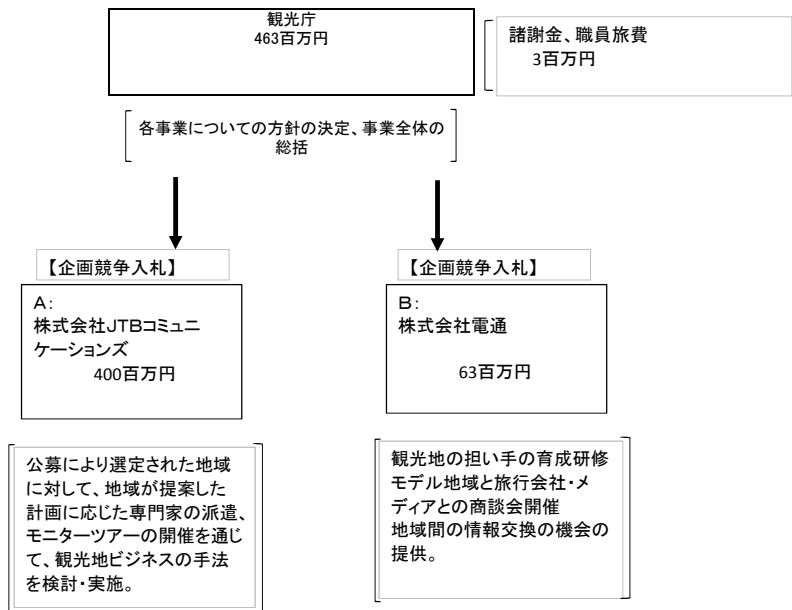 観光庁
463百万円
諸謝金、職員旅費
3百万円
各事業についての方針の決定、事業全体の
総括
【企画競争入札】
A:
株式会社JTBコミュニ
ケーションズ
400百万円
公募により選定された地域
に対して、地域が提案した
計画に応じた専門家の派遣、
モニターツアーの開催を通じ
て、観光地ビジネスの手法
を検討・実施。
【企画競争入札】
B:
株式会社電通
63百万円
観光地の担い手の育成研修
モデル地域と旅行会社・メ
ディアとの商談会開催
地域間の情報交換の機会の
提供。